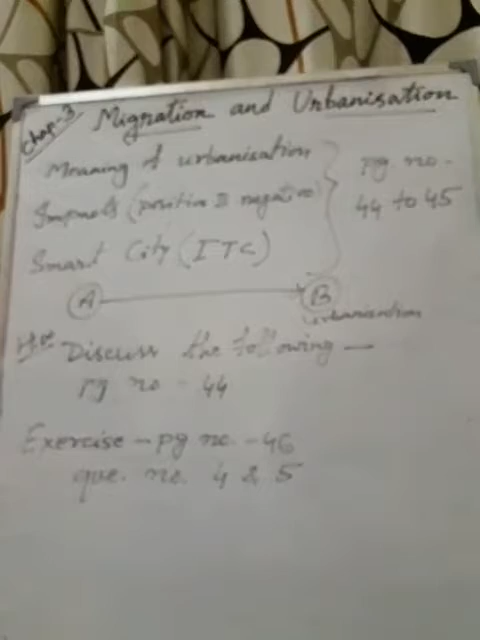 Chap-3
Migration and Urbanisation
Meaning of urbanisation
Impacts (positive & negative)
Smart City (ITC)
pg no -
44 to 45
A B
urbanisation
H.W Discuss the following —
pg no - 44
Exercise - pg no. - 46
que. no. 4 & 5